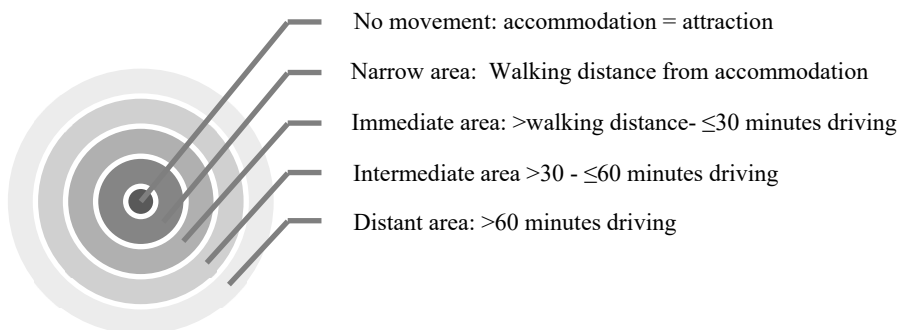 No movement: accommodation = attraction
Narrow area:  Walking distance from accommodation
Immediate area: >walking distance- ≤30 minutes driving
Intermediate area >30 - ≤60 minutes driving
Distant area: >60 minutes driving